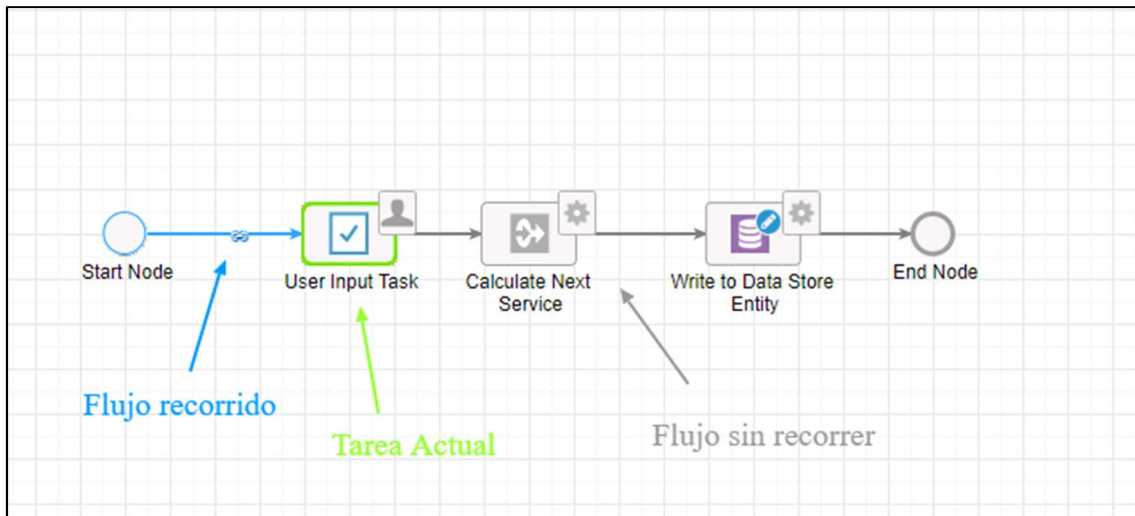 Start Node
User Input Task
Calculate Next
Service
Write to Data Store
Entity
End Node
Flujo recorrido
Tarea Actual
Flujo sin recorrer